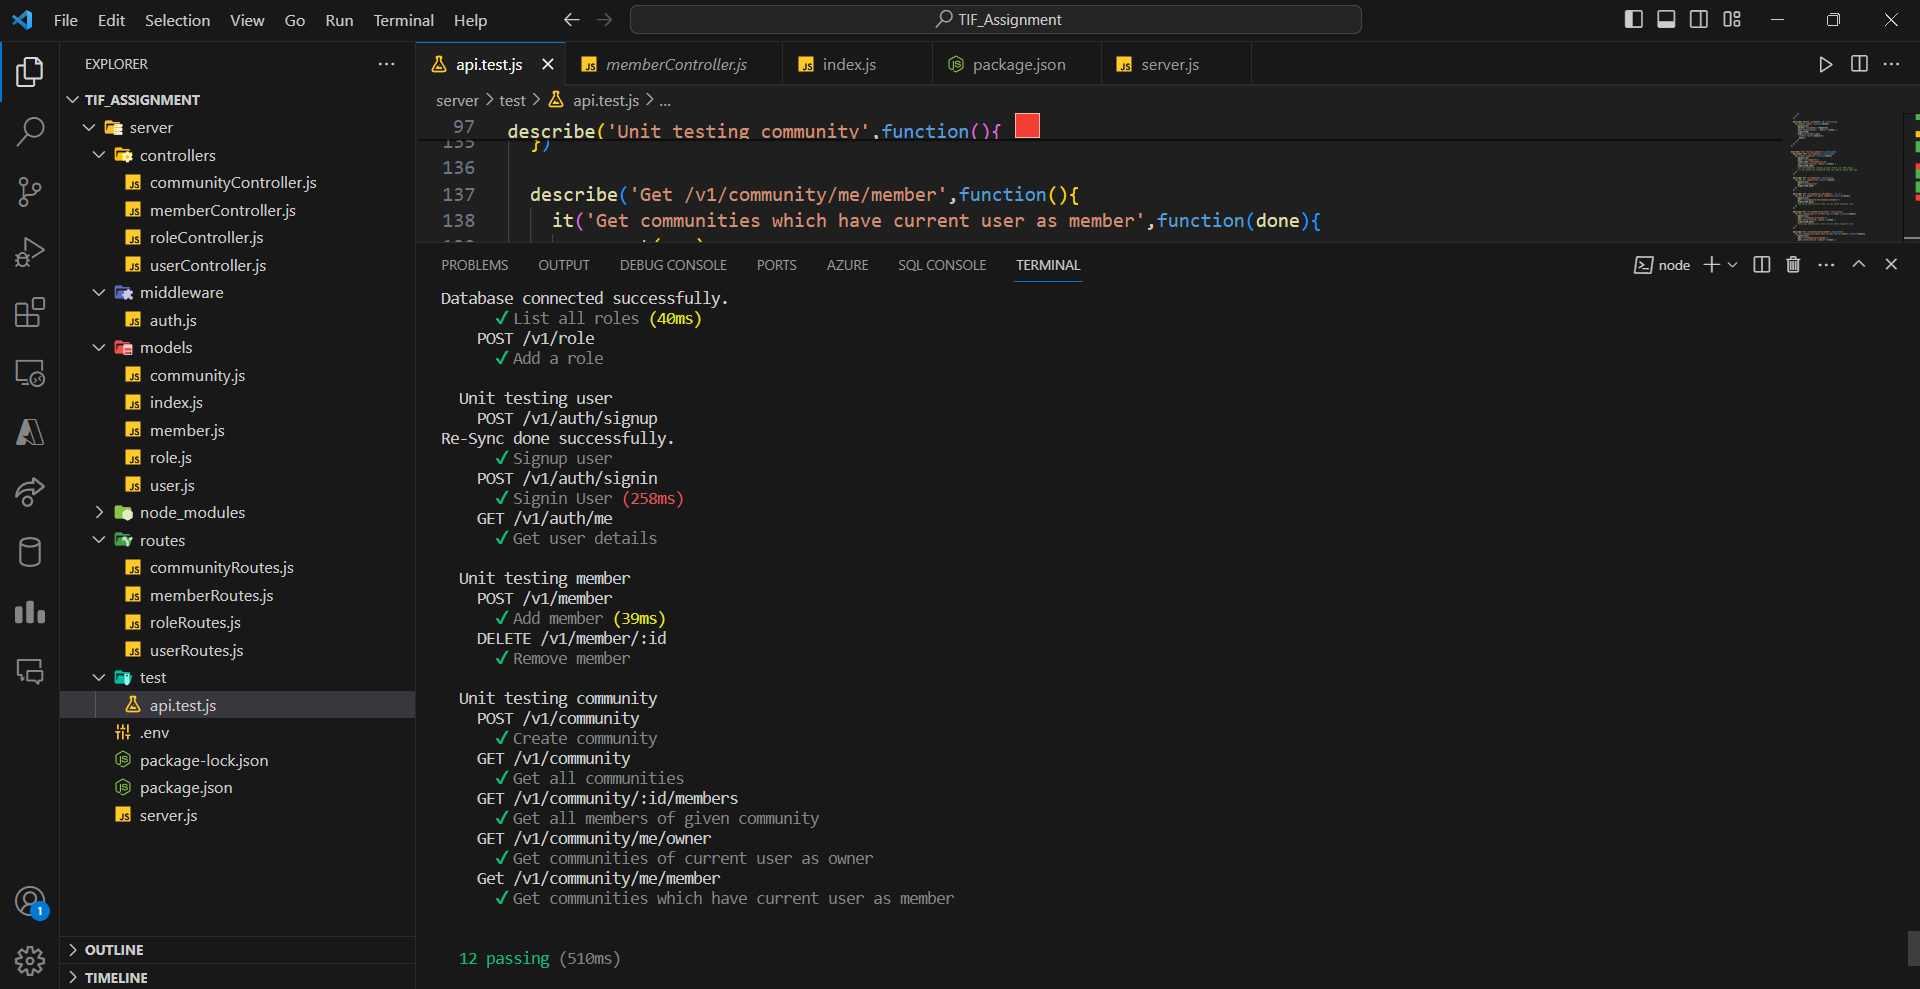 File Edit Selection View Go Run Terminal Help
TIF_Assignment
EXPLORER
TIF_ASSIGNMENT
server
controllers
communityController.js
memberController.js
roleController.js
userController.js
middleware
auth.js
models
community.js
index.js
member.js
role.js
user.js
node_modules
routes
communityRoutes.js
memberRoutes.js
roleRoutes.js
userRoutes.js
test
api.test.js
.env
package-lock.json
package.json
server.js
OUTLINE
TIMELINE
1
api.test.js memberController.js index.js package.json server.js
server > test > api.test.js > ...
97 describe('Unit testing community',function(){
135 })
136
137 describe('Get /v1/community/me/member',function(){
138 it('Get communities which have current user as member',function(done){
PROBLEMS OUTPUT DEBUG CONSOLE PORTS AZURE SQL CONSOLE TERMINAL
node
Database connected successfully.
✓ List all roles (40ms)
POST /v1/role
✓ Add a role
Unit testing user
POST /v1/auth/signup
Re-Sync done successfully.
✓ Signup user
POST /v1/auth/signin
✓ Signin User (258ms)
GET /v1/auth/me
✓ Get user details
Unit testing member
POST /v1/member
✓ Add member (39ms)
DELETE /v1/member/:id
✓ Remove member
Unit testing community
POST /v1/community
✓ Create community
GET /v1/community
✓ Get all communities
GET /v1/community/:id/members
✓ Get all members of given community
GET /v1/community/me/owner
✓ Get communities of current user as owner
Get /v1/community/me/member
✓ Get communities which have current user as member
12 passing (510ms)